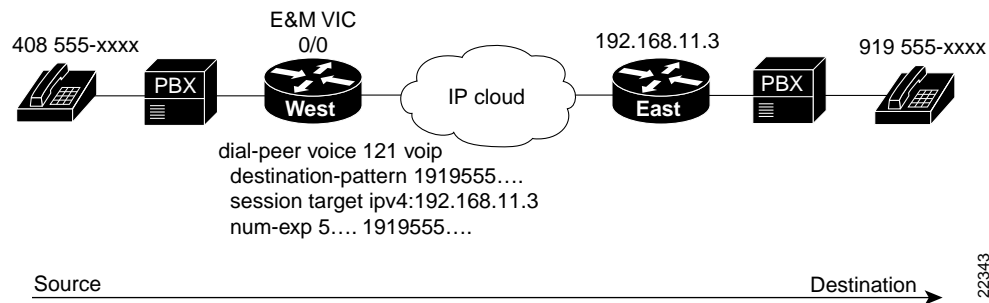 E&M VIC
0/0
408 555-xxxx
192.168.11.3
919 555-xxxx
PBX
West
IP cloud
East
PBX
dial-peer voice 121 voip
destination-pattern 1919555....
session target ipv4:192.168.11.3
num-exp 5.... 1919555....
Source
Destination
22343